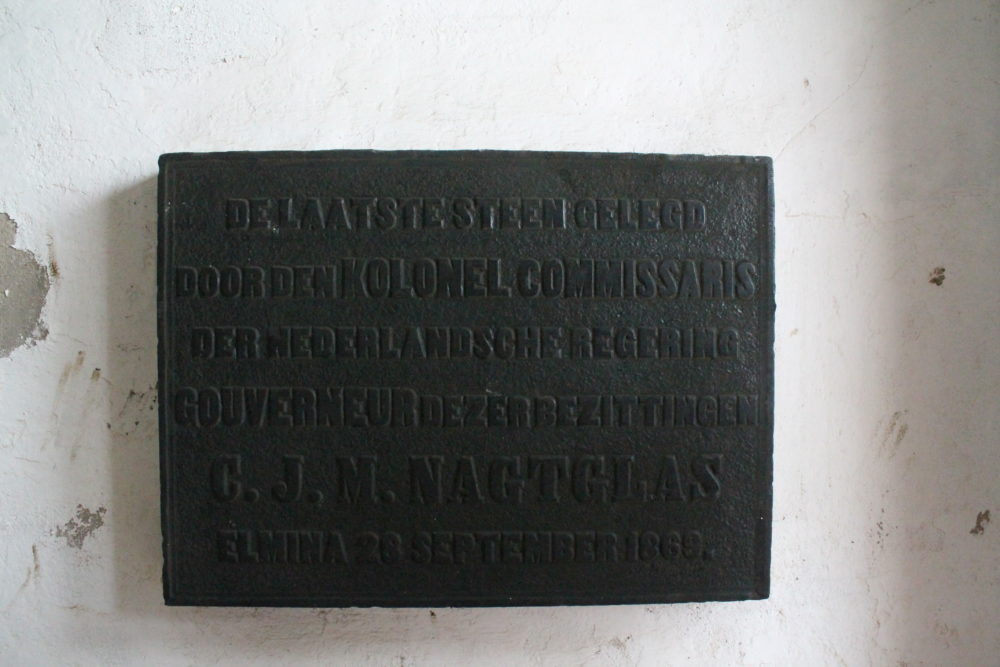 DE LAATSTE STEEN GELEGD
DOOR DEN KOLONEL COMMISSARIS
DER NEDERLANDSCHE REGERING
GOUVERNEUR DEZER BEZITTINGEN
C. J. M. NAGTGLAS
ELMINA 28 SEPTEMBER 1869.